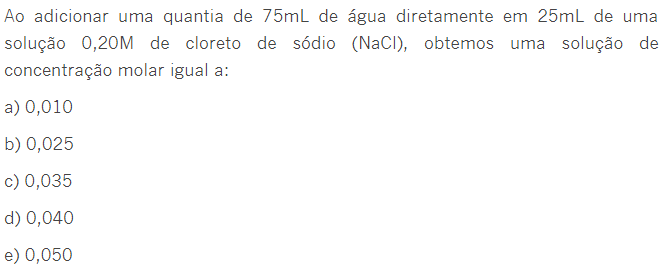 Ao adicionar uma quantia de 75mL de água diretamente em 25mL de uma
solução 0,20M de cloreto de sódio (NaCl), obtemos uma solução de
concentração molar igual a:
a) 0,010
b) 0,025
c) 0,035
d) 0,040
e) 0,050